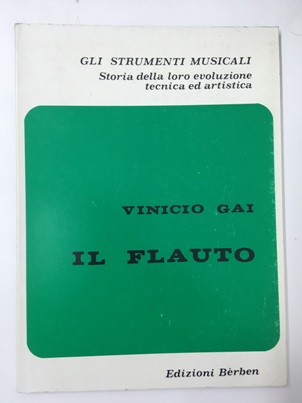 GLI STRUMENTI MUSICALI
Storia della loro evoluzione
tecnica ed artistica
VINICIO GAI
IL FLAUTO
Edizioni Bèrben